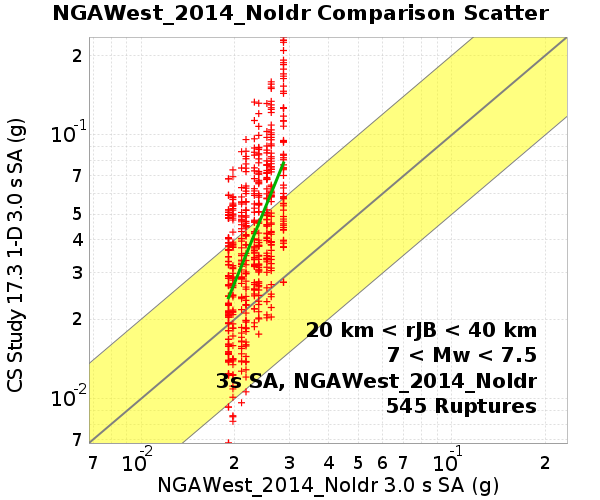 NGAWest_2014_NoIdr Comparison Scatter
CS Study 17.3 1-D 3.0 s SA (g)
2
10⁻¹
7
5
4
3
2
10⁻²
7
20 km < rJB < 40 km
7 < Mw < 7.5
3s SA, NGAWest_2014_NoIdr
545 Ruptures
7 10⁻² 2 3 4 5 6 7 10⁻¹ 2
NGAWest_2014_NoIdr 3.0 s SA (g)